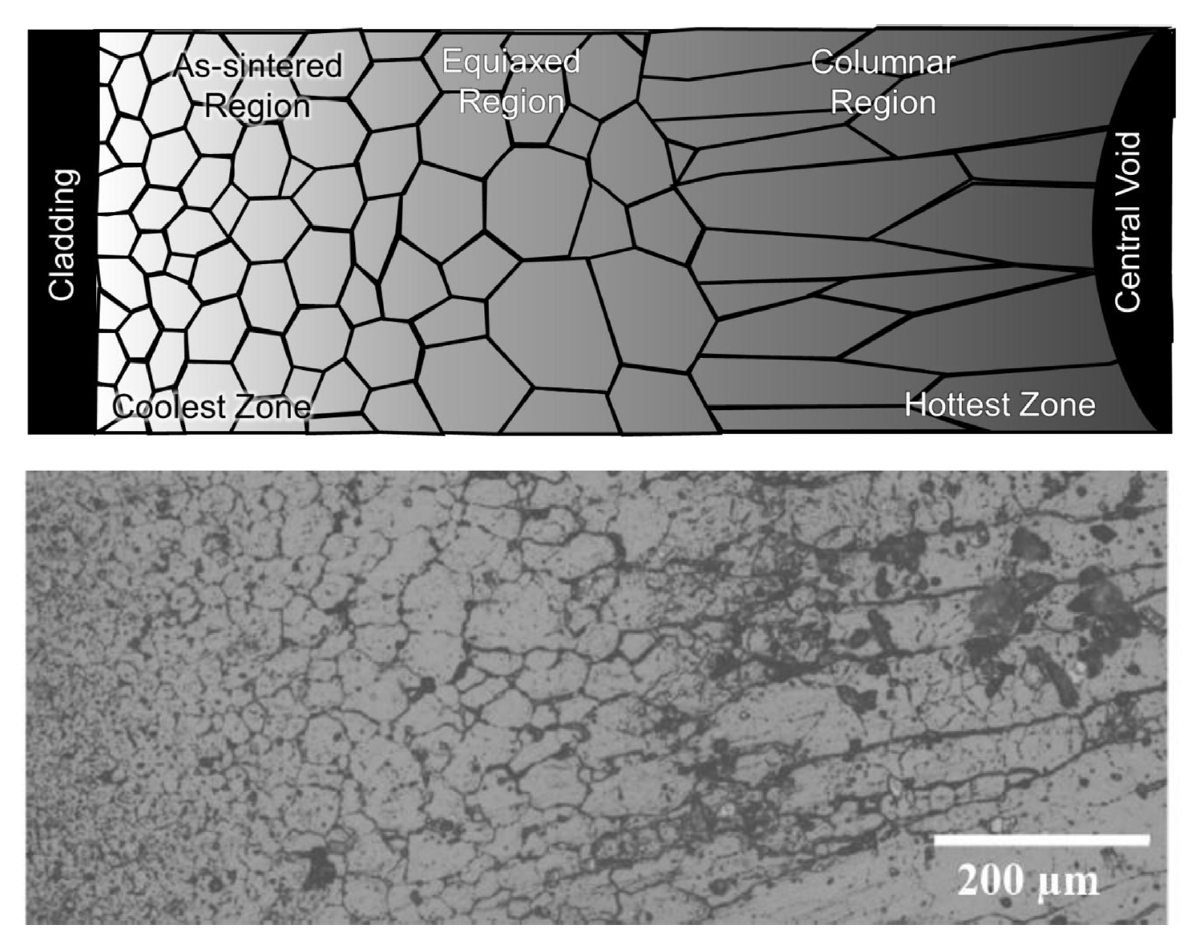 As-sintered
Region
Equiaxed
Region
Columnar
Region
Cladding
Central Void
Coolest Zone
Hottest Zone
200 μm